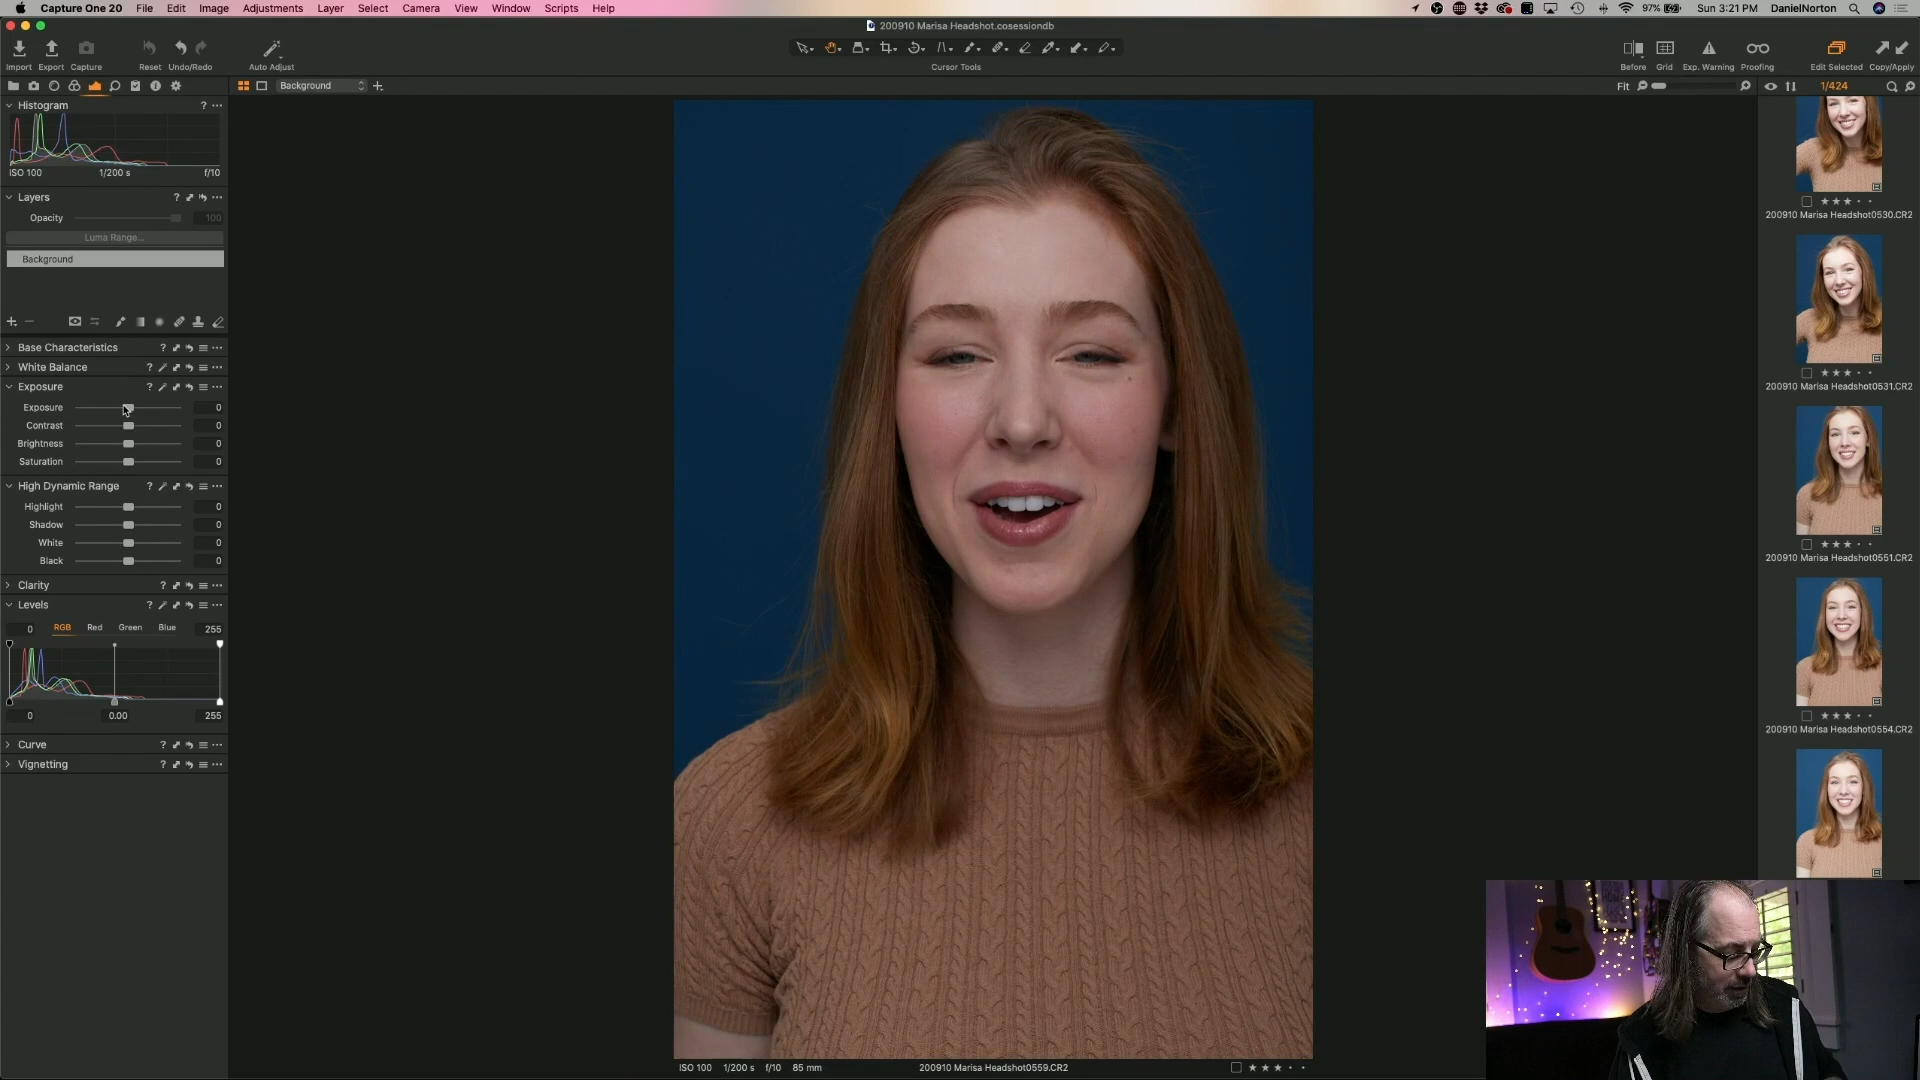 Capture One 20 File Edit Image Adjustments Layer Select Camera View Window Scripts Help
97% Sun 3:21 PM DanielNorton
200910 Marisa Headshot.cosessiondb
Import Export Capture Reset Undo/Redo Auto Adjust Cursor Tools Before Grid Exp. Warning Proofing Edit Selected Copy/Apply
Background
Fit
1/424
Histogram ?
ISO 100 1/200 s f/10
Layers ?
Opacity 100
Luma Range...
Background
Base Characteristics ?
White Balance ?
Exposure ?
Exposure 0
Contrast 0
Brightness 0
Saturation 0
High Dynamic Range ?
Highlight 0
Shadow 0
White 0
Black 0
Clarity ?
Levels ?
0 RGB Red Green Blue 255
0 0.00 255
Curve ?
Vignetting ?
200910 Marisa Headshot0530.CR2
200910 Marisa Headshot0531.CR2
200910 Marisa Headshot0551.CR2
200910 Marisa Headshot0554.CR2
ISO 100 1/200 s f/10 85 mm 200910 Marisa Headshot0559.CR2